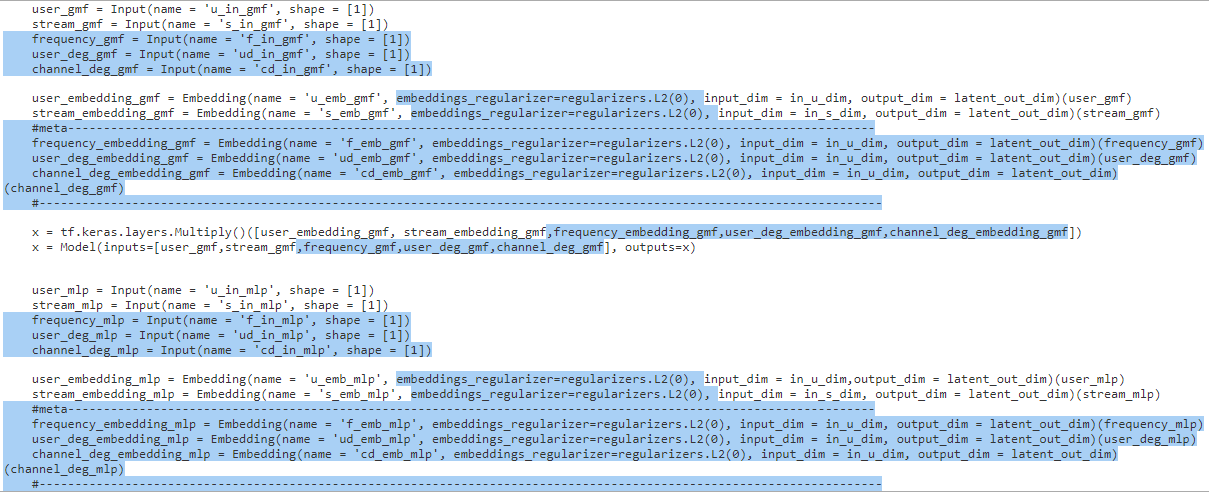 user_gmf = Input(name = 'u_in_gmf', shape = [1])
stream_gmf = Input(name = 's_in_gmf', shape = [1])
frequency_gmf = Input(name = 'f_in_gmf', shape = [1])
user_deg_gmf = Input(name = 'ud_in_gmf', shape = [1])
channel_deg_gmf = Input(name = 'cd_in_gmf', shape = [1])
user_embedding_gmf = Embedding(name = 'u_emb_gmf', embeddings_regularizer=regularizers.L2(0), input_dim = in_u_dim, output_dim = latent_out_dim)(user_gmf)
stream_embedding_gmf = Embedding(name = 's_emb_gmf', embeddings_regularizer=regularizers.L2(0), input_dim = in_s_dim, output_dim = latent_out_dim)(stream_gmf)
#meta----------------------------------------------------------------------------------------------------------------
frequency_embedding_gmf = Embedding(name = 'f_emb_gmf', embeddings_regularizer=regularizers.L2(0), input_dim = in_u_dim, output_dim = latent_out_dim)(frequency_gmf)
user_deg_embedding_gmf = Embedding(name = 'ud_emb_gmf', embeddings_regularizer=regularizers.L2(0), input_dim = in_u_dim, output_dim = latent_out_dim)(user_deg_gmf)
channel_deg_embedding_gmf = Embedding(name = 'cd_emb_gmf', embeddings_regularizer=regularizers.L2(0), input_dim = in_u_dim, output_dim = latent_out_dim)
(channel_deg_gmf)
#---------------------------------------------------------------------------------------------------------------------
x = tf.keras.layers.Multiply()([user_embedding_gmf, stream_embedding_gmf,frequency_embedding_gmf,user_deg_embedding_gmf,channel_deg_embedding_gmf])
x = Model(inputs=[user_gmf,stream_gmf,frequency_gmf,user_deg_gmf,channel_deg_gmf], outputs=x)
user_mlp = Input(name = 'u_in_mlp', shape = [1])
stream_mlp = Input(name = 's_in_mlp', shape = [1])
frequency_mlp = Input(name = 'f_in_mlp', shape = [1])
user_deg_mlp = Input(name = 'ud_in_mlp', shape = [1])
channel_deg_mlp = Input(name = 'cd_in_mlp', shape = [1])
user_embedding_mlp = Embedding(name = 'u_emb_mlp', embeddings_regularizer=regularizers.L2(0), input_dim = in_u_dim,output_dim = latent_out_dim)(user_mlp)
stream_embedding_mlp = Embedding(name = 's_emb_mlp', embeddings_regularizer=regularizers.L2(0), input_dim = in_s_dim, output_dim = latent_out_dim)(stream_mlp)
#meta----------------------------------------------------------------------------------------------------------------
frequency_embedding_mlp = Embedding(name = 'f_emb_mlp', embeddings_regularizer=regularizers.L2(0), input_dim = in_u_dim, output_dim = latent_out_dim)(frequency_mlp)
user_deg_embedding_mlp = Embedding(name = 'ud_emb_mlp', embeddings_regularizer=regularizers.L2(0), input_dim = in_u_dim, output_dim = latent_out_dim)(user_deg_mlp)
channel_deg_embedding_mlp = Embedding(name = 'cd_emb_mlp', embeddings_regularizer=regularizers.L2(0), input_dim = in_u_dim, output_dim = latent_out_dim)
(channel_deg_mlp)
#---------------------------------------------------------------------------------------------------------------------